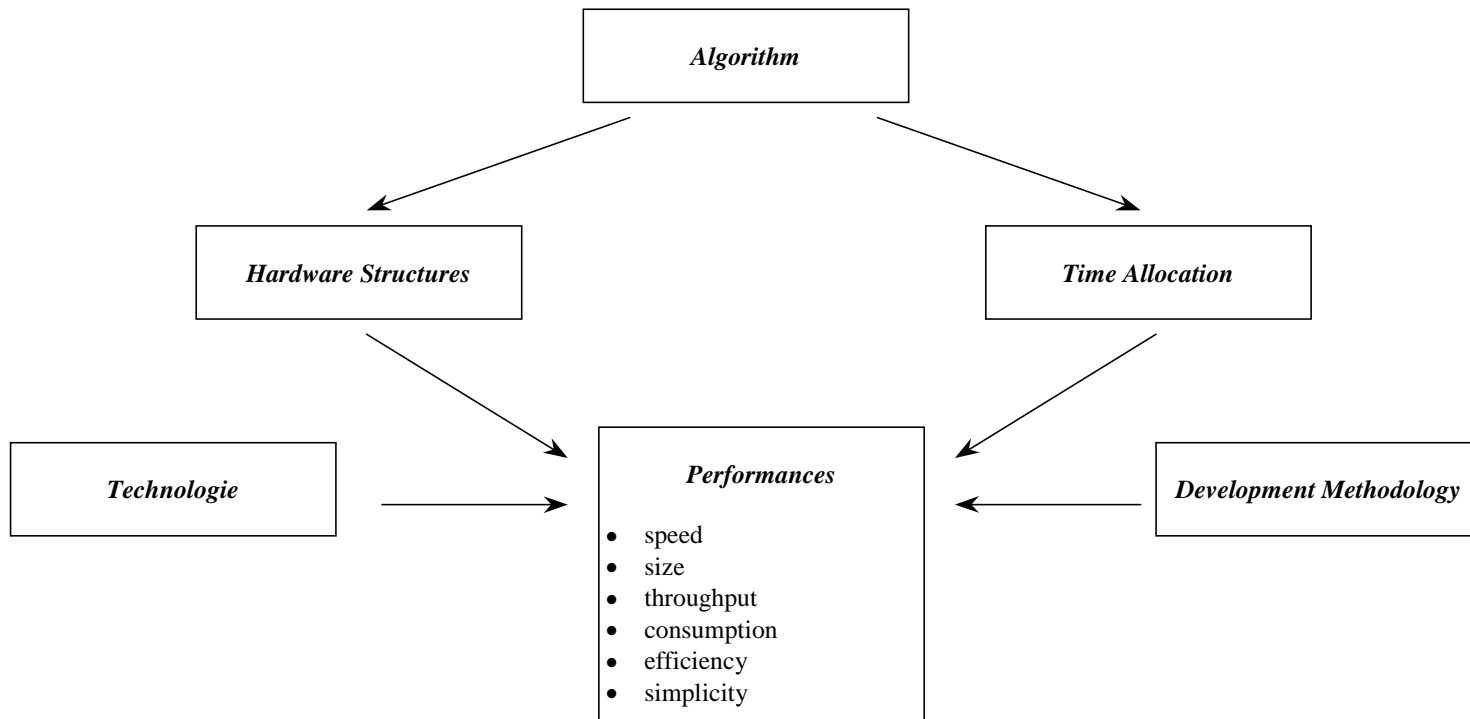 Algorithm
Hardware Structures
Time Allocation
Technologie
Performances
Development Methodology
• speed
• size
• throughput
• consumption
• efficiency
• simplicity